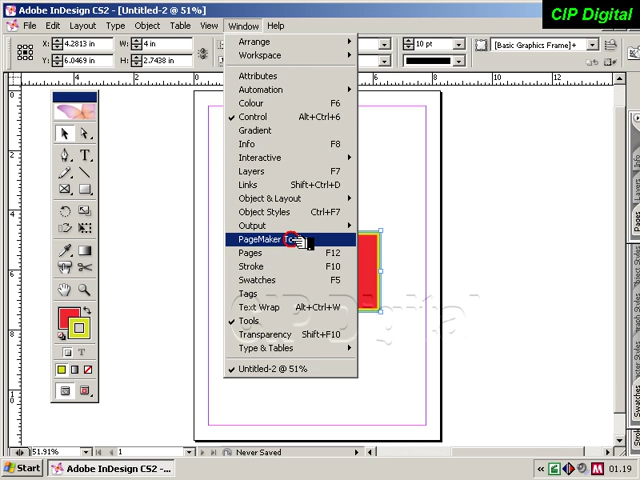 Adobe InDesign CS2 - [Untitled-2 @ 51%]
CIP Digital
File Edit Layout Type Object Table View Window Help
X: 4.2813 in W: 4 in
10 pt [Basic Graphics Frame]+
Y: 6.0469 in H: 2.7438 in
Arrange
Workspace
Attributes
Automation
Colour F6
Control Alt+Ctrl+6
Gradient
Info F8
Interactive
Layers F7
Links Shift+Ctrl+D
Object & Layout
Object Styles Ctrl+F7
Output
PageMaker
Pages F12
Stroke F10
Swatches F5
Tags
Text Wrap Alt+Ctrl+W
Tools
Transparency Shift+F10
Type & Tables
Untitled-2 @ 51%
CIP Digital
Info
Layers
Pages
Swatches
51.91% 1 Never Saved
Start Adobe InDesign CS2 -... 01.19